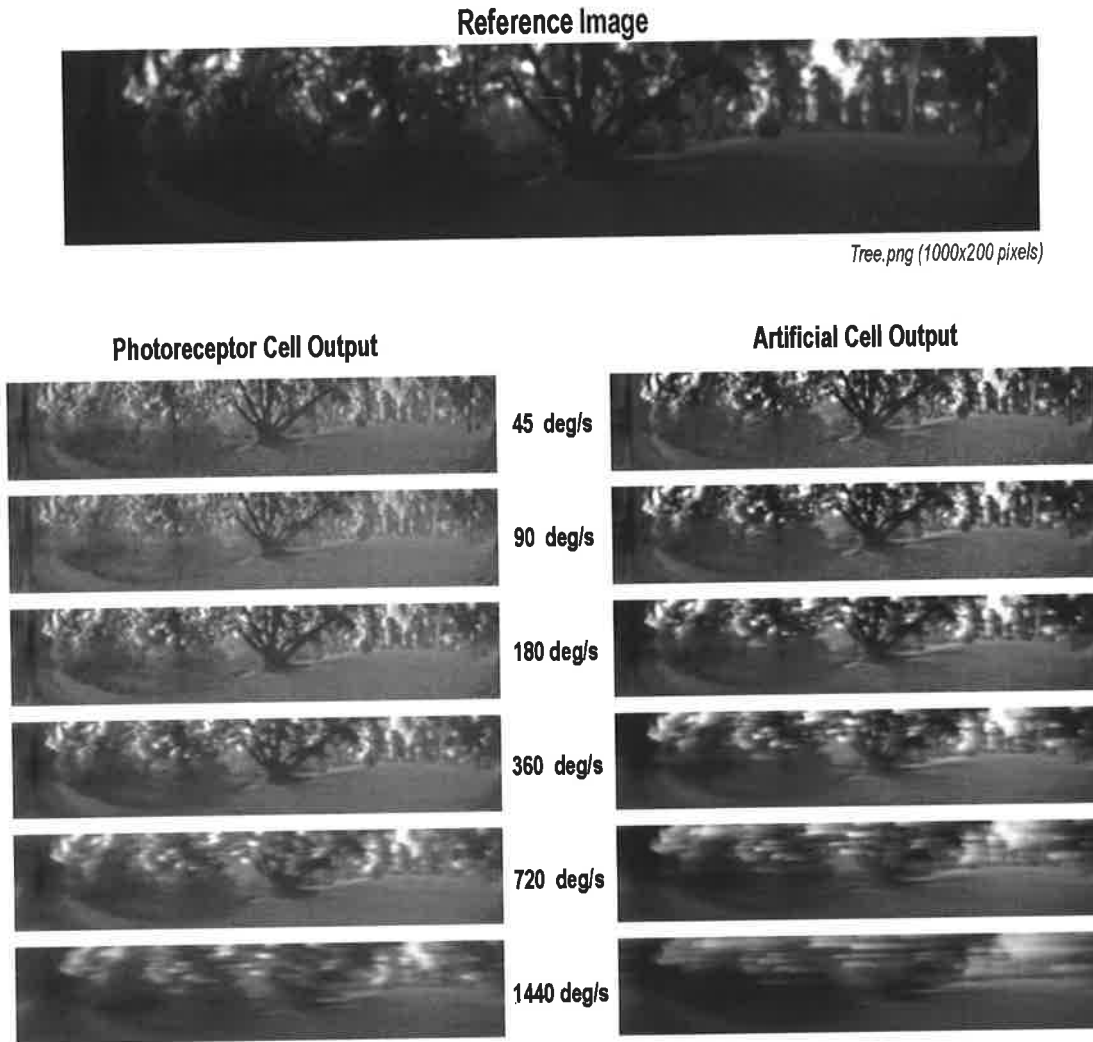 Reference Image
Tree.png (1000x200 pixels)
Photoreceptor Cell Output
Artificial Cell Output
45 deg/s
90 deg/s
180 deg/s
360 deg/s
720 deg/s
1440 deg/s